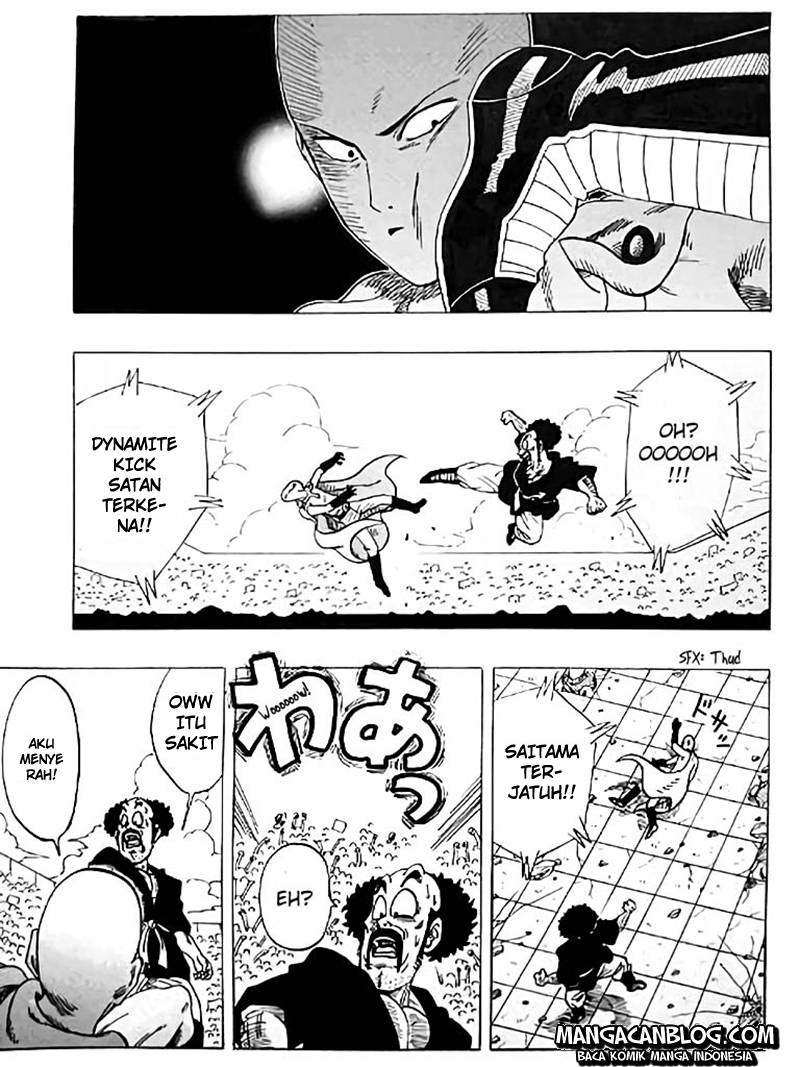 OH?
OOOOOH
!!!
DYNAMITE
KICK
SATAN
TERKE-
NA!!
SFX: Thud
ドサッ
SAITAMA
TER-
JATUH!!
わあっ
Woooooow!
EH?
OWW
ITU
SAKIT
AKU
MENYE
RAH!
MANGACANBLOG.COM
BACA KOMIK MANGA INDONESIA